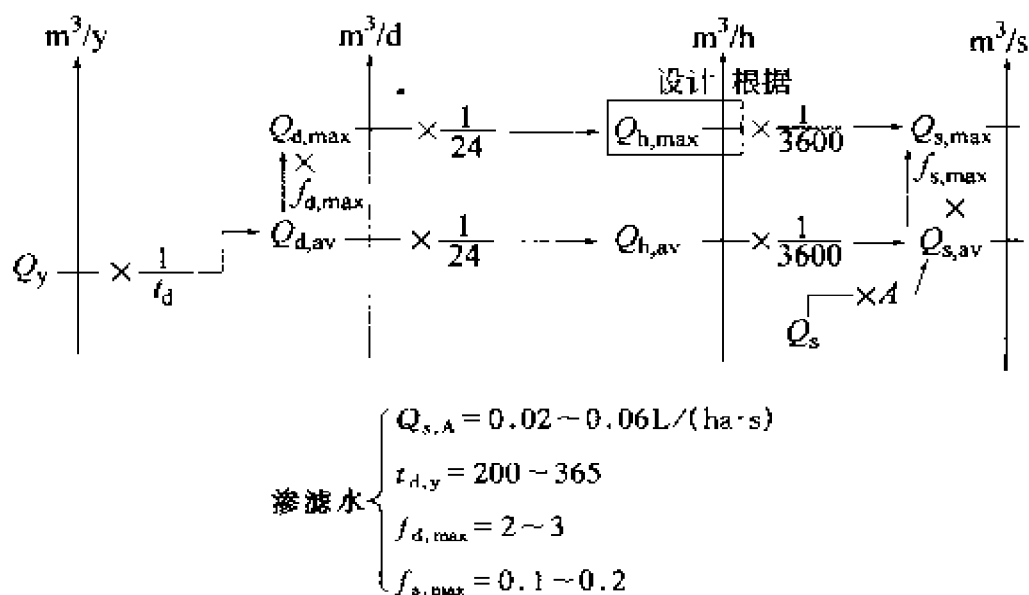 m³/y m³/d m³/h m³/s
设计 根据
Q_d,max × 1/24 Q_h,max × 1/3600 Q_s,max
× f_d,max f_s,max ×
Q_y × 1/t_d Q_d,av × 1/24 Q_h,av × 1/3600 Q_s,av
Q_s ×A
渗滤水
Q_s,A = 0.02~0.06L/(ha·s)
t_d,y = 200~365
f_d,max = 2~3
f_s,max = 0.1~0.2